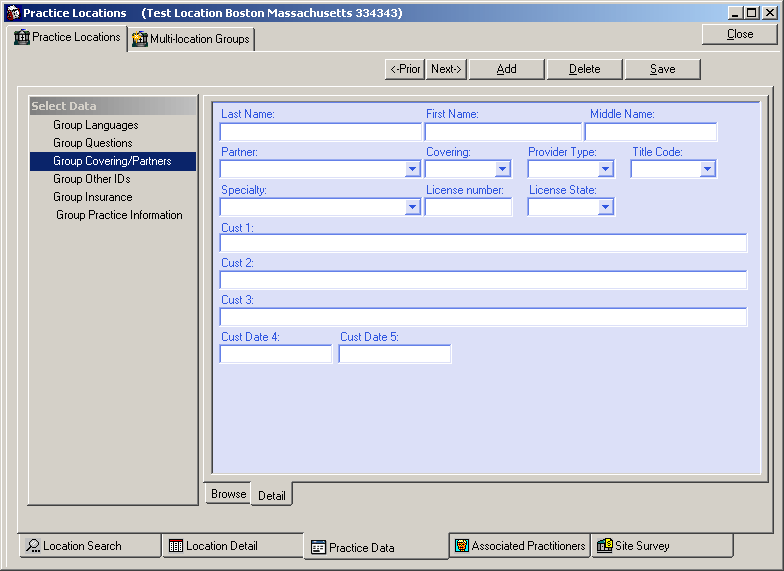 Practice Locations (Test Location Boston Massachusetts 334343)
Practice Locations Multi-location Groups Close
<-Prior Next-> Add Delete Save
Select Data
Group Languages
Group Questions
Group Covering/Partners
Group Other IDs
Group Insurance
Group Practice Information
Last Name: First Name: Middle Name:
Partner: Covering: Provider Type: Title Code:
Specialty: License number: License State:
Cust 1:
Cust 2:
Cust 3:
Cust Date 4: Cust Date 5:
Browse Detail
Location Search Location Detail Practice Data Associated Practitioners Site Survey